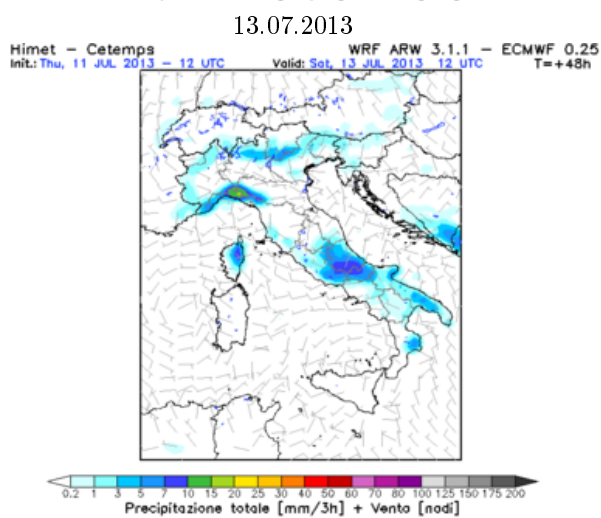 13.07.2013
Himet - Cetemps WRF ARW 3.1.1 - ECMWF 0.25
Init.: Thu, 11 JUL 2013 - 12 UTC Valid: Sat, 13 JUL 2013 12 UTC T=+48h
0.2 1 3 5 7 10 15 20 25 30 40 50 60 70 80 100 125 150 175 200
Precipitazione totale [mm/3h] + Vento [nodi]